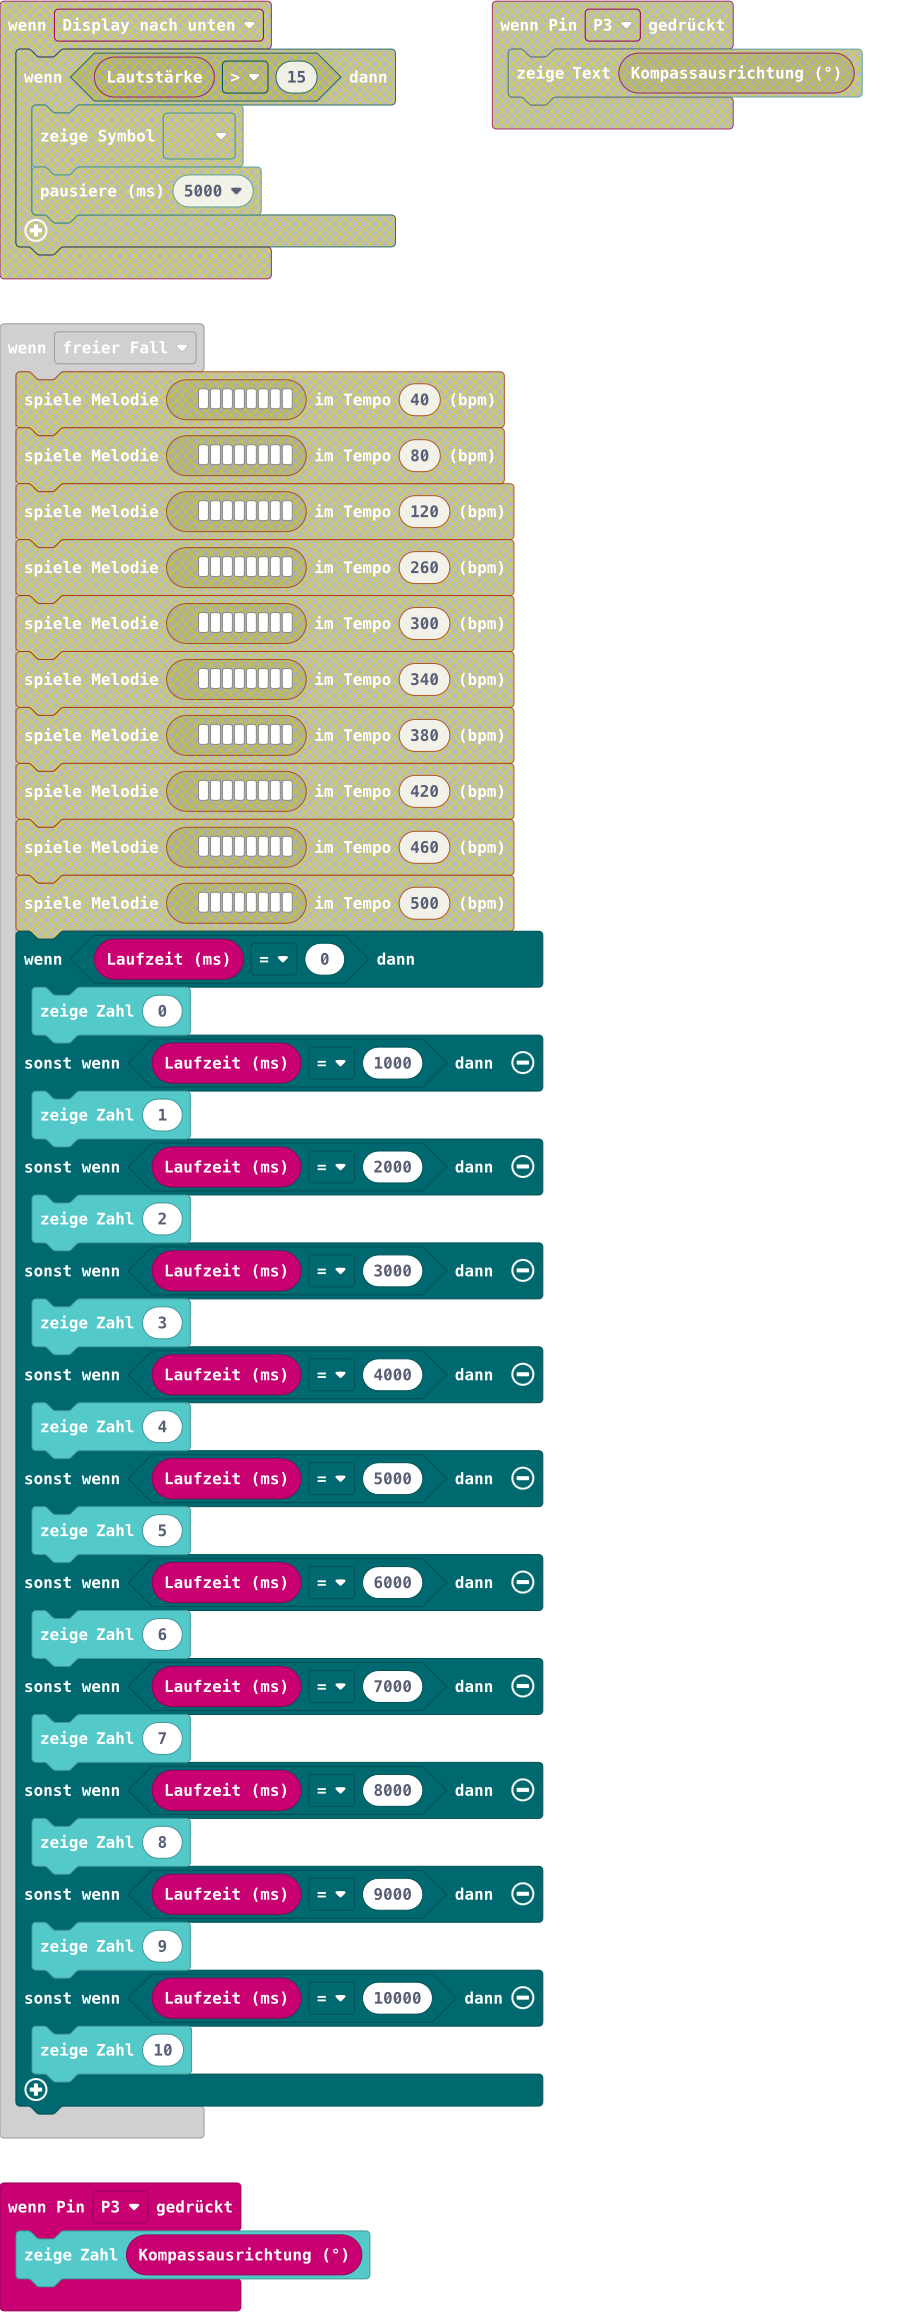 wenn Display nach unten
wenn Lautstärke > 15 dann
zeige Symbol
pausiere (ms) 5000
wenn Pin P3 gedrückt
zeige Text Kompassausrichtung (°)
wenn freier Fall
spiele Melodie im Tempo 40 (bpm)
spiele Melodie im Tempo 80 (bpm)
spiele Melodie im Tempo 120 (bpm)
spiele Melodie im Tempo 260 (bpm)
spiele Melodie im Tempo 300 (bpm)
spiele Melodie im Tempo 340 (bpm)
spiele Melodie im Tempo 380 (bpm)
spiele Melodie im Tempo 420 (bpm)
spiele Melodie im Tempo 460 (bpm)
spiele Melodie im Tempo 500 (bpm)
wenn Laufzeit (ms) = 0 dann
zeige Zahl 0
sonst wenn Laufzeit (ms) = 1000 dann
zeige Zahl 1
sonst wenn Laufzeit (ms) = 2000 dann
zeige Zahl 2
sonst wenn Laufzeit (ms) = 3000 dann
zeige Zahl 3
sonst wenn Laufzeit (ms) = 4000 dann
zeige Zahl 4
sonst wenn Laufzeit (ms) = 5000 dann
zeige Zahl 5
sonst wenn Laufzeit (ms) = 6000 dann
zeige Zahl 6
sonst wenn Laufzeit (ms) = 7000 dann
zeige Zahl 7
sonst wenn Laufzeit (ms) = 8000 dann
zeige Zahl 8
sonst wenn Laufzeit (ms) = 9000 dann
zeige Zahl 9
sonst wenn Laufzeit (ms) = 10000 dann
zeige Zahl 10
wenn Pin P3 gedrückt
zeige Zahl Kompassausrichtung (°)